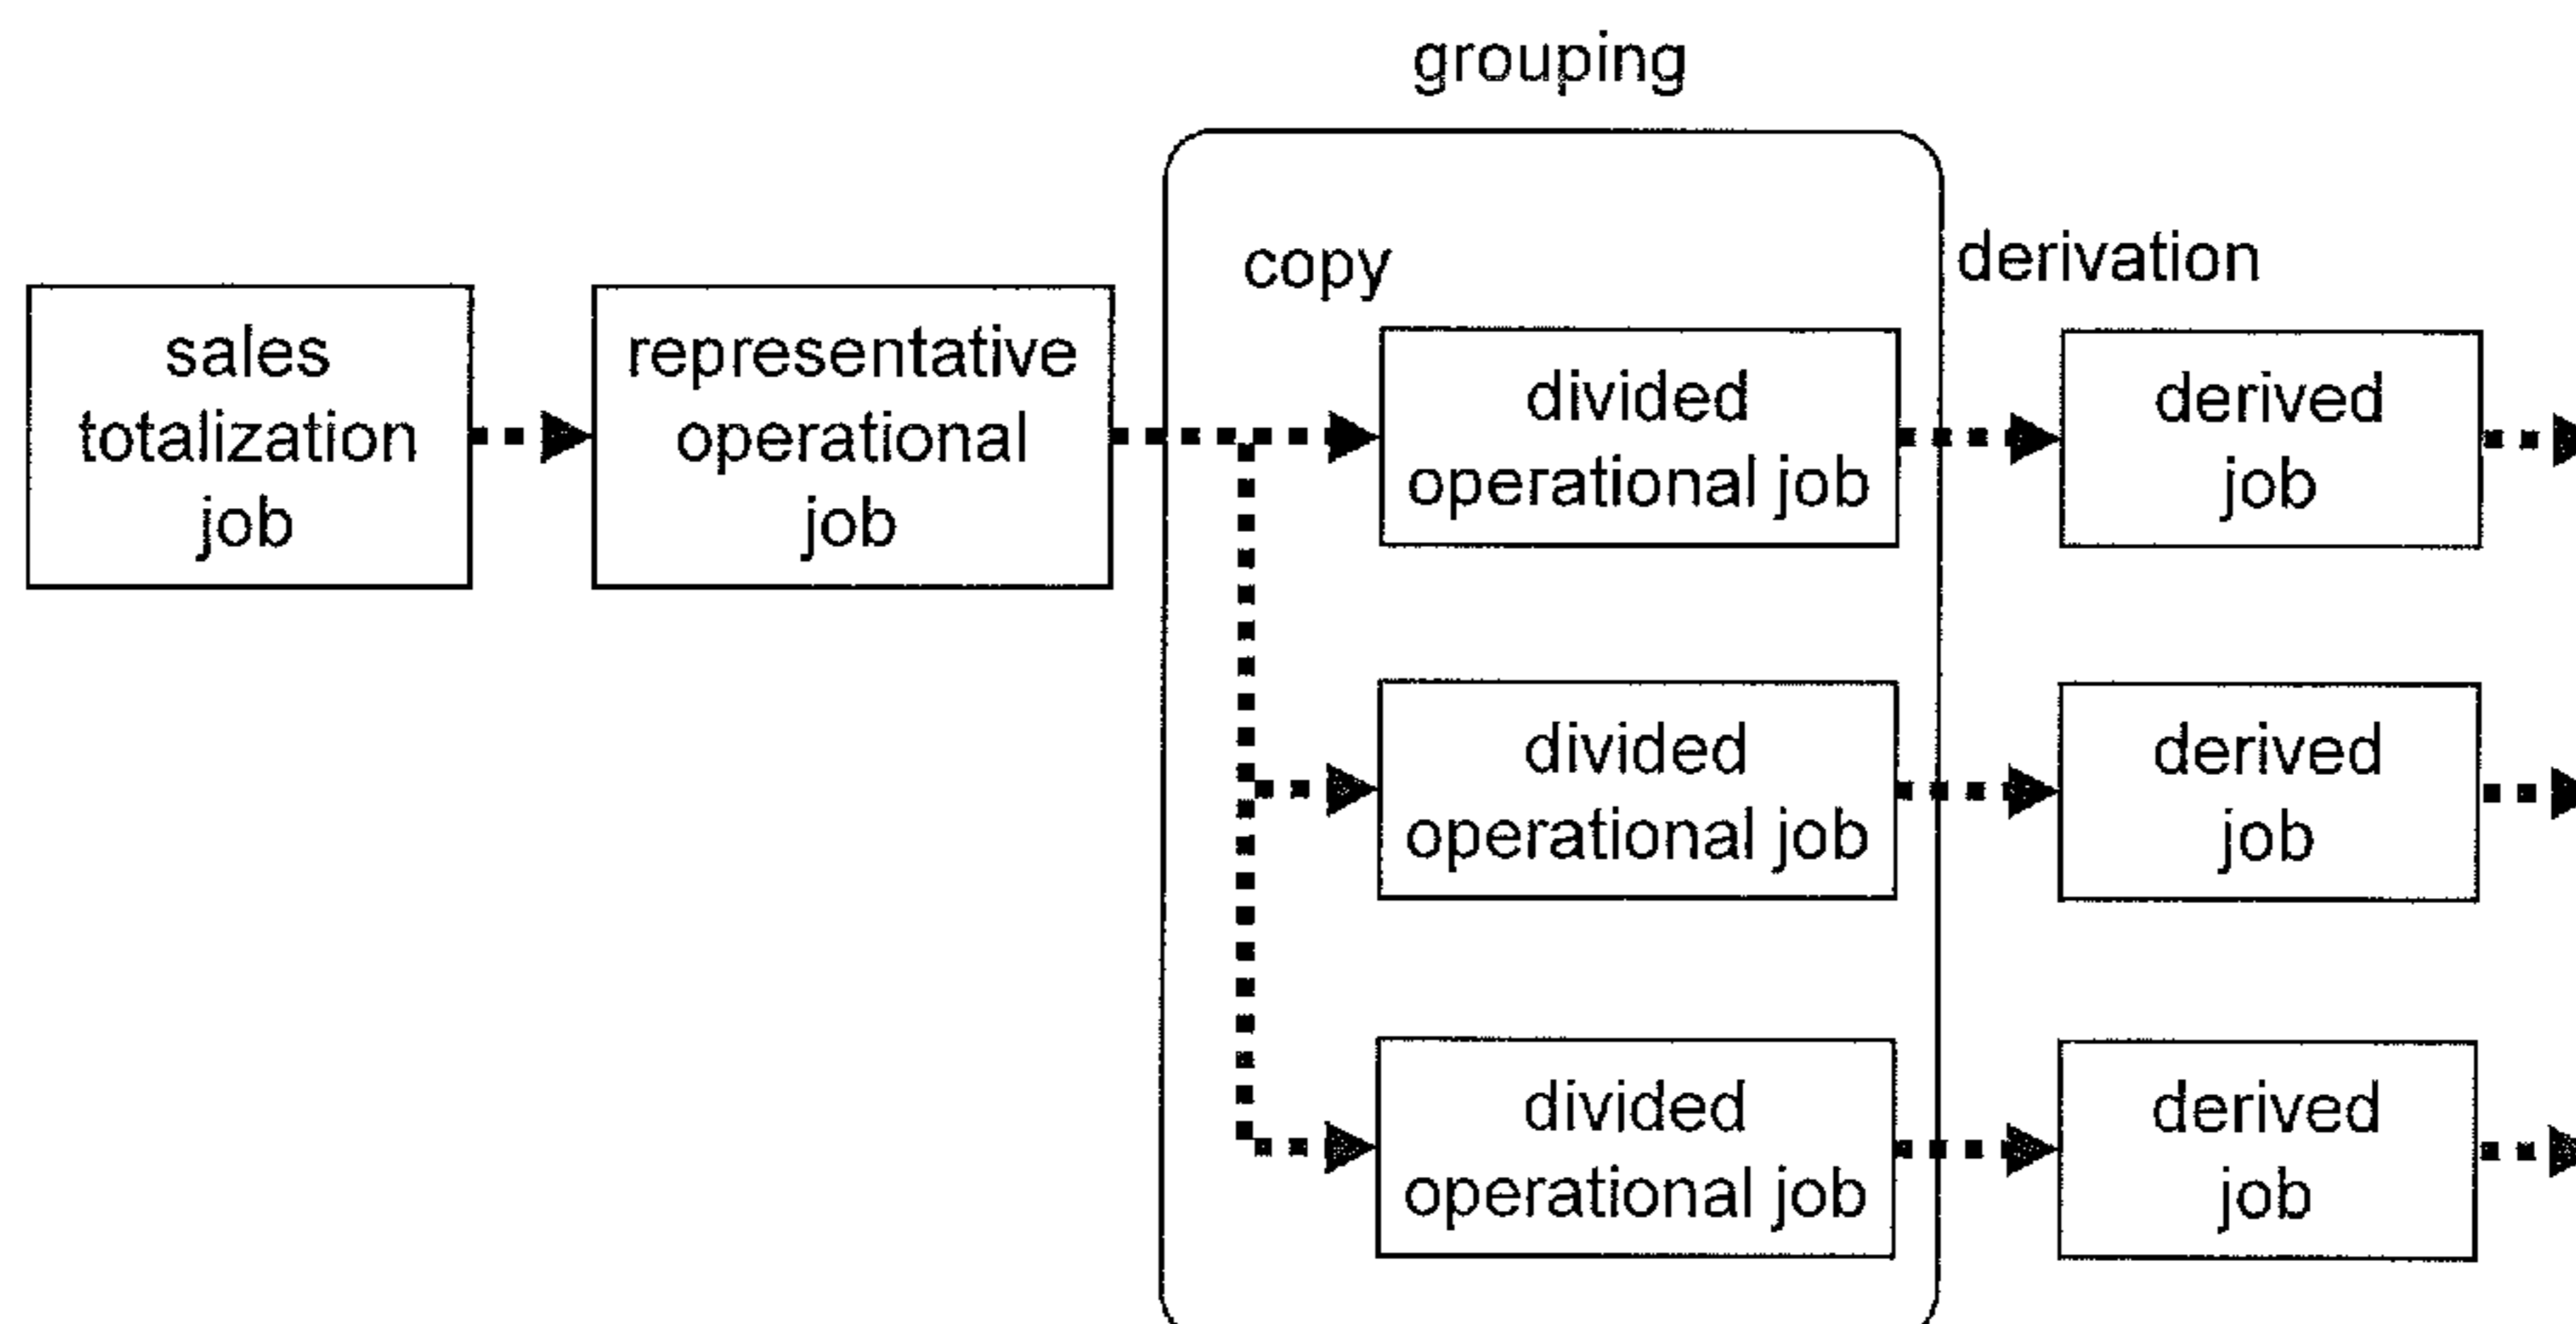 grouping
copy
derivation
sales
totalization
job
representative
operational
job
divided
operational job
derived
job
divided
operational job
derived
job
divided
operational job
derived
job